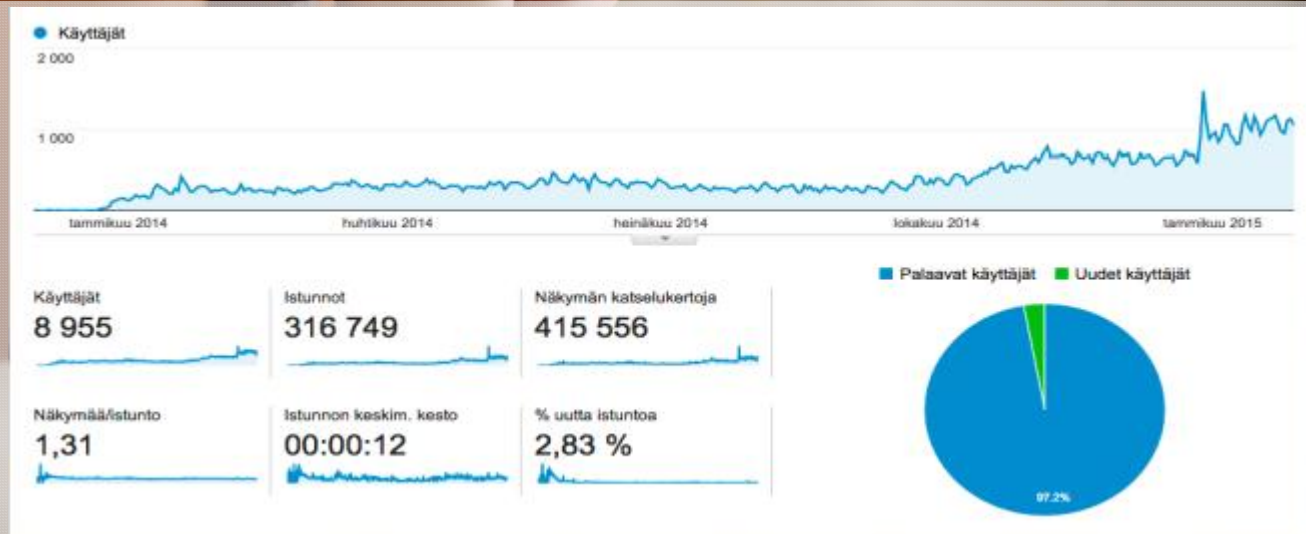 Käyttäjät
2 000
1 000
tammikuu 2014 huhtikuu 2014 heinäkuu 2014 lokakuu 2014 tammikuu 2015
Palaavat käyttäjät Uudet käyttäjät
Käyttäjät Istunnot Näkymän katselukertoja
8 955 316 749 415 556
Näkymää/istunto Istunnon keskim. kesto % uutta istuntoa
1,31 00:00:12 2,83 %
97.2%